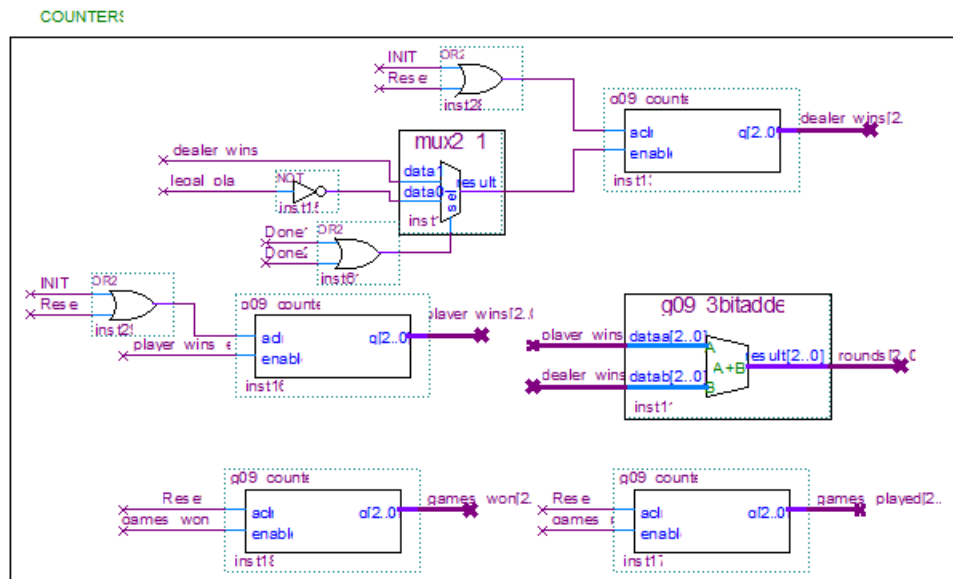 COUNTERS
INIT
Rese
OR2
inst28
g09 counte
aclr
enable
q[2..0]
dealer wins[2..
inst1
dealer wins
legal pla
NOT
inst15
mux2 1
data1
data0
sel
result
inst
Done1
Done2
OR2
inst6
INIT
Rese
OR2
inst29
player wins e
g09 counte
aclr
enable
q[2..0]
player wins[2..0
inst16
g09 3bitadde
player wins
dataa[2..0]
A
A+B
result[2..0]
rounds[2..0
dealer wins
datab[2..0]
B
inst1
g09 counte
Rese
games won
aclr
enable
q[2..0]
games won[2..
inst18
g09 counte
Rese
games
aclr
enable
q[2..0]
games played[2..
inst17